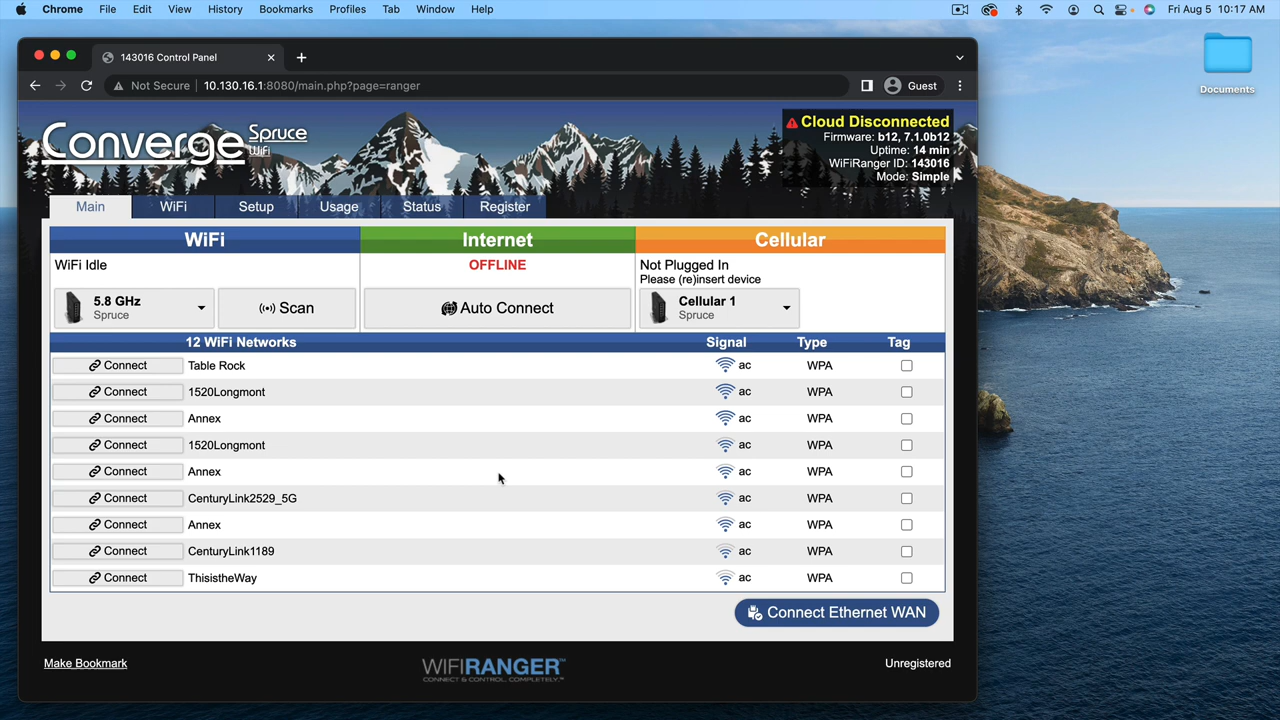 Chrome File Edit View History Bookmarks Profiles Tab Window Help Fri Aug 5 10:17 AM
143016 Control Panel
Not Secure 10.130.16.1:8080/main.php?page=ranger Guest
Documents
Converge Spruce
WiFi
Cloud Disconnected
Firmware: b12, 7.1.0b12
Uptime: 14 min
WiFiRanger ID: 143016
Mode: Simple
Main WiFi Setup Usage Status Register
WiFi Internet Cellular
WiFi Idle OFFLINE Not Plugged In
Please (re)insert device
5.8 GHz
Spruce
Scan
Auto Connect
Cellular 1
Spruce
12 WiFi Networks Signal Type Tag
Connect Table Rock ac WPA
Connect 1520Longmont ac WPA
Connect Annex ac WPA
Connect 1520Longmont ac WPA
Connect Annex ac WPA
Connect CenturyLink2529_5G ac WPA
Connect Annex ac WPA
Connect CenturyLink1189 ac WPA
Connect ThisistheWay ac WPA
Connect Ethernet WAN
Make Bookmark WIFIRANGER Unregistered
CONNECT & CONTROL. COMPLETELY.™